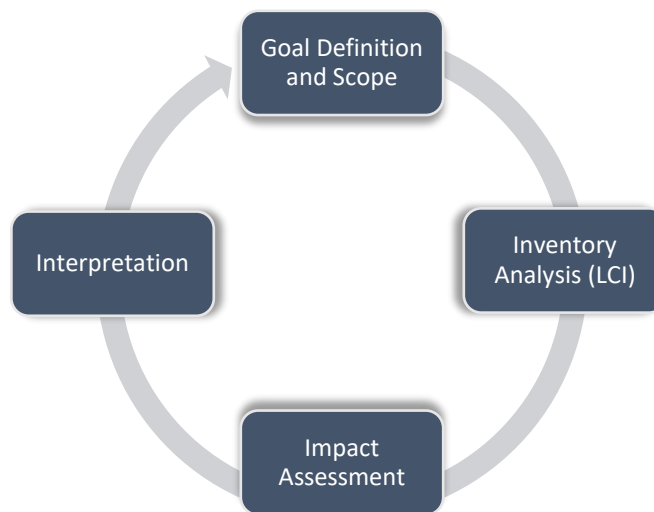 Goal Definition
and Scope
Inventory
Analysis (LCI)
Impact
Assessment
Interpretation